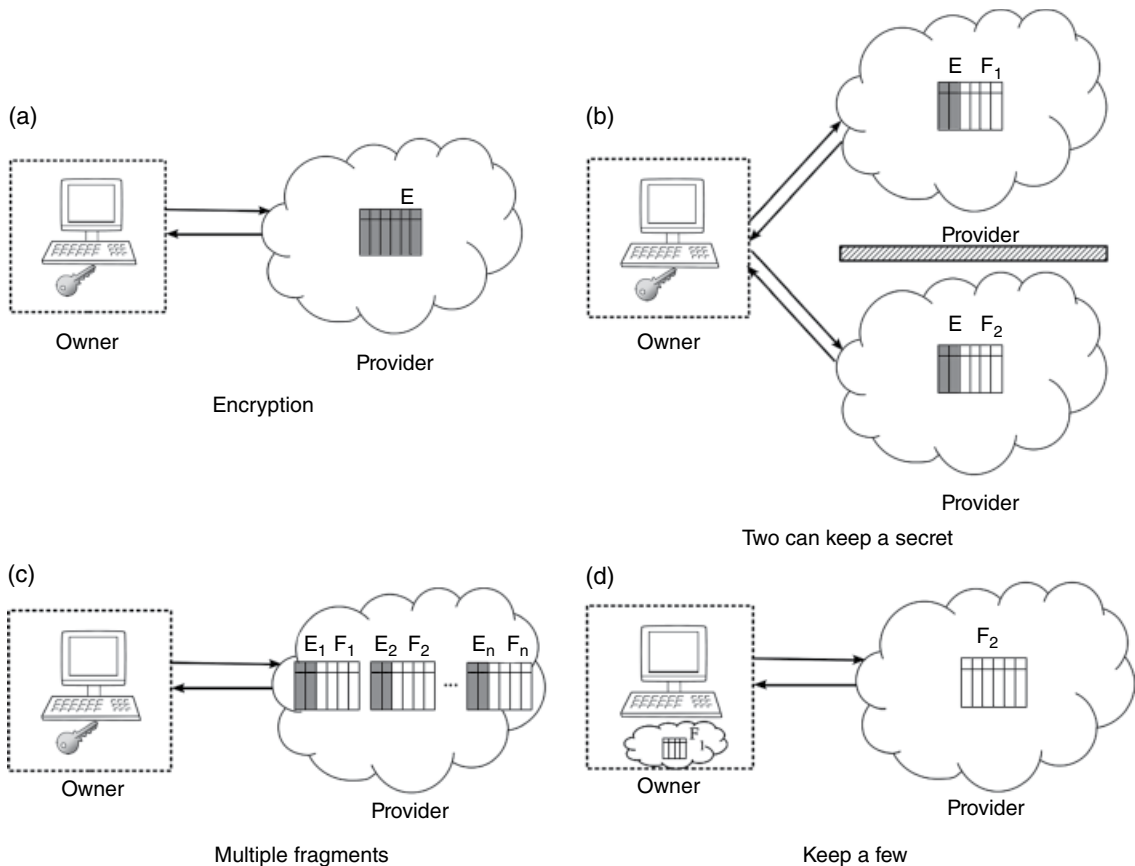 (a)
E
Owner
Provider
Encryption
(b)
E F₁
Provider
E F₂
Owner
Provider
Two can keep a secret
(c)
E₁ F₁ E₂ F₂ ... Eₙ Fₙ
Owner
Provider
Multiple fragments
(d)
F₂
F₁
Owner
Provider
Keep a few